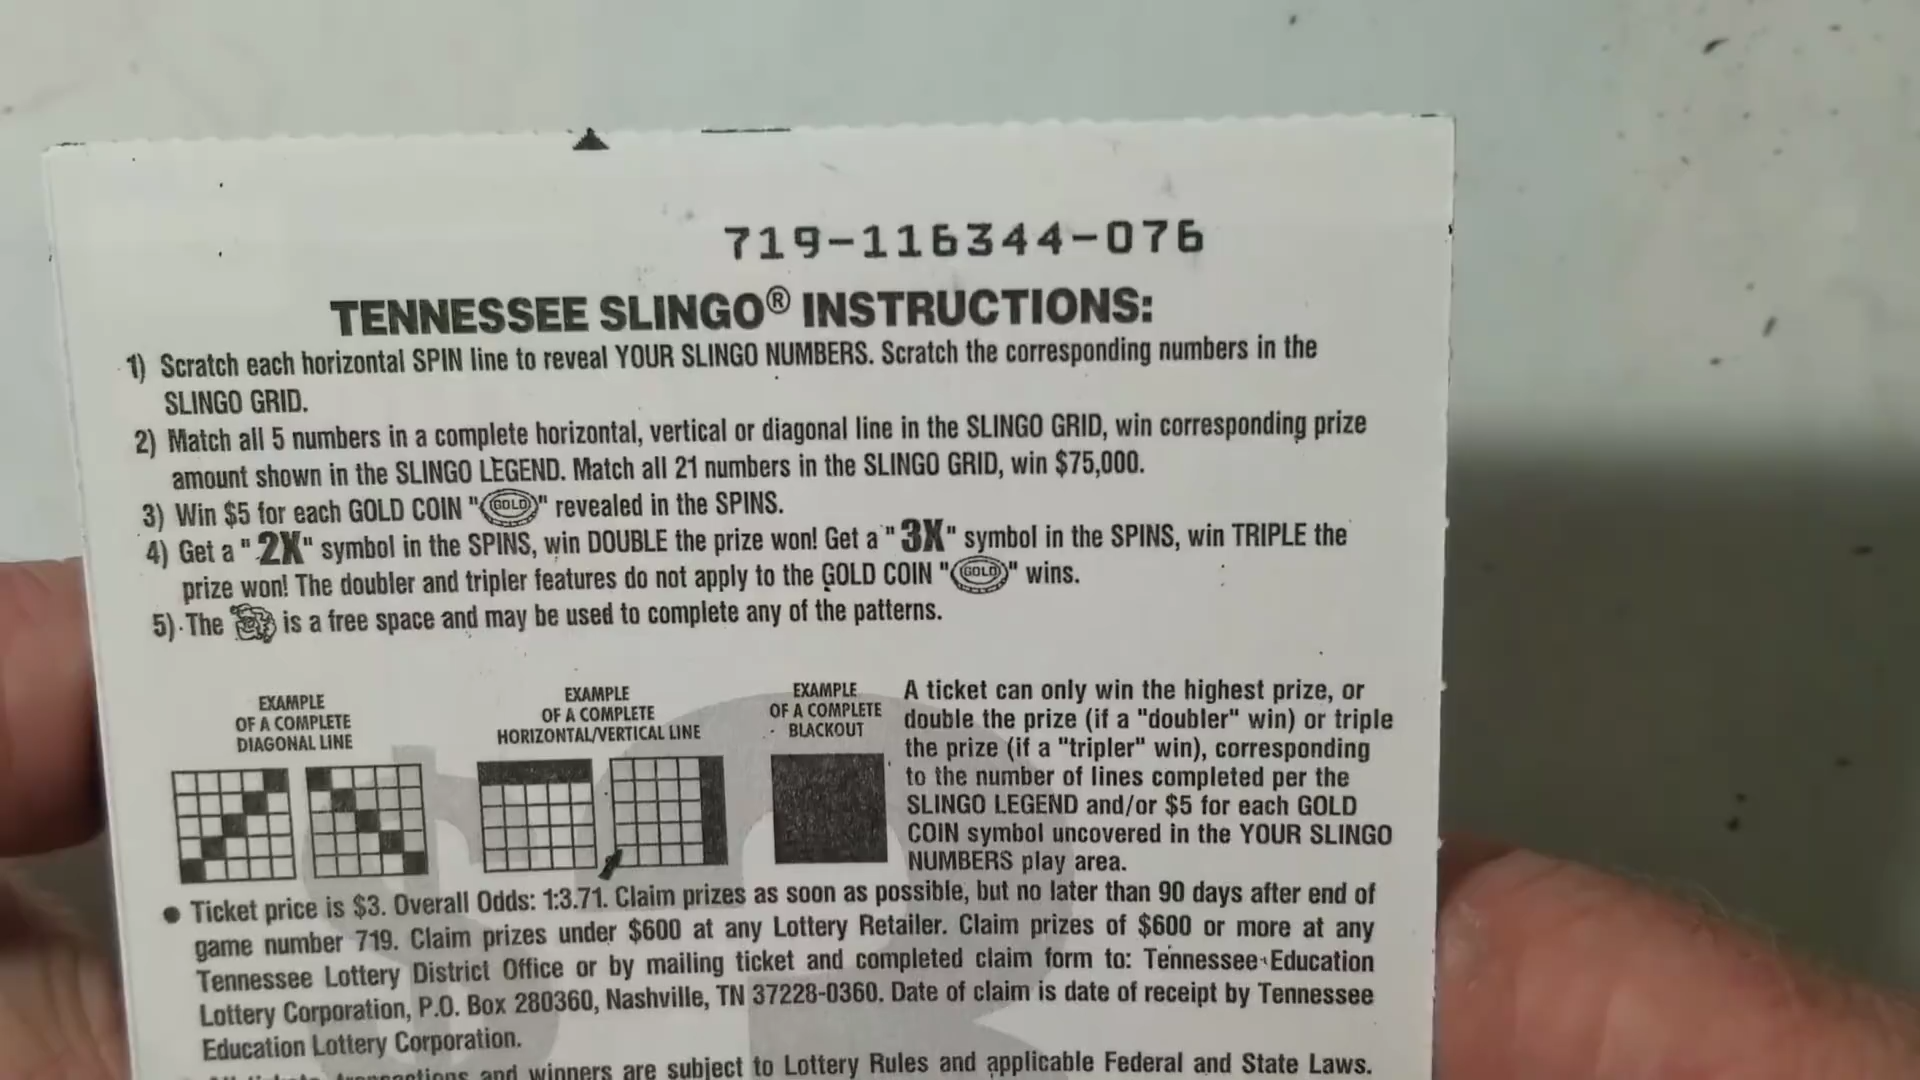 719-116344-076
TENNESSEE SLINGO® INSTRUCTIONS:
1) Scratch each horizontal SPIN line to reveal YOUR SLINGO NUMBERS. Scratch the corresponding numbers in the
SLINGO GRID.
2) Match all 5 numbers in a complete horizontal, vertical or diagonal line in the SLINGO GRID, win corresponding prize
amount shown in the SLINGO LEGEND. Match all 21 numbers in the SLINGO GRID, win $75,000.
3) Win $5 for each GOLD COIN "GOLD" revealed in the SPINS.
4) Get a "2X" symbol in the SPINS, win DOUBLE the prize won! Get a "3X" symbol in the SPINS, win TRIPLE the
prize won! The doubler and tripler features do not apply to the GOLD COIN "GOLD" wins.
5) The is a free space and may be used to complete any of the patterns.
EXAMPLE
OF A COMPLETE
DIAGONAL LINE
EXAMPLE
OF A COMPLETE
HORIZONTAL/VERTICAL LINE
EXAMPLE
OF A COMPLETE
BLACKOUT
A ticket can only win the highest prize, or
double the prize (if a "doubler" win) or triple
the prize (if a "tripler" win), corresponding
to the number of lines completed per the
SLINGO LEGEND and/or $5 for each GOLD
COIN symbol uncovered in the YOUR SLINGO
NUMBERS play area.
● Ticket price is $3. Overall Odds: 1:3.71. Claim prizes as soon as possible, but no later than 90 days after end of
game number 719. Claim prizes under $600 at any Lottery Retailer. Claim prizes of $600 or more at any
Tennessee Lottery District Office or by mailing ticket and completed claim form to: Tennessee Education
Lottery Corporation, P.O. Box 280360, Nashville, TN 37228-0360. Date of claim is date of receipt by Tennessee
Education Lottery Corporation.
and winners are subject to Lottery Rules and applicable Federal and State Laws.